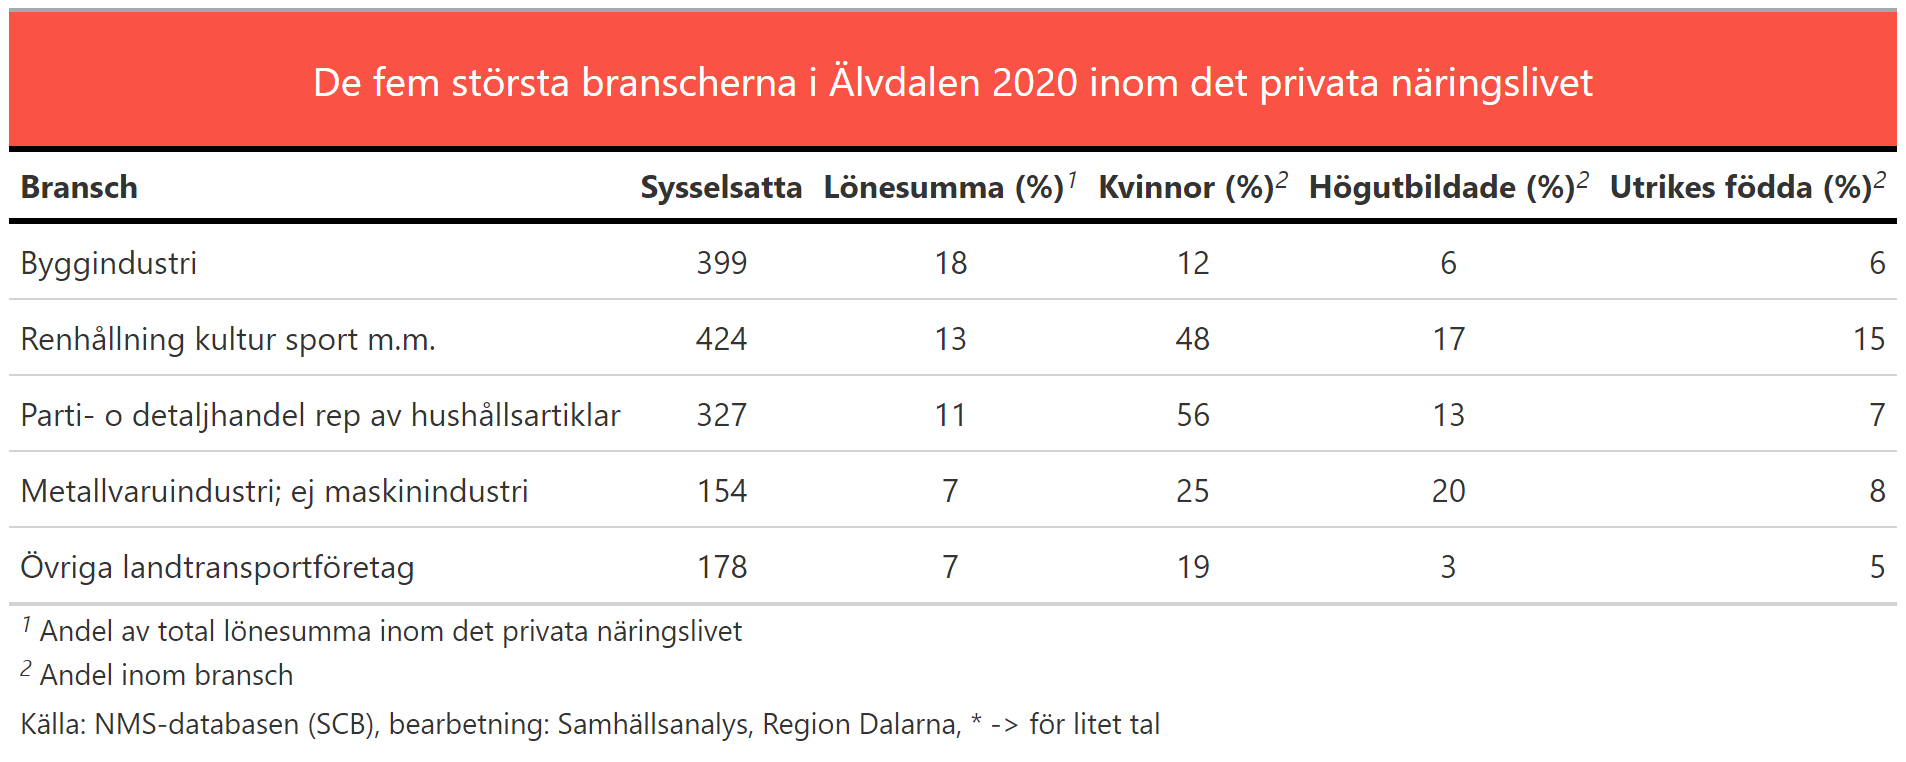 De fem största branscherna i Älvdalen 2020 inom det privata näringslivet
Bransch Sysselsatta Lönesumma (%)1 Kvinnor (%)2 Högutbildade (%)2 Utrikes födda (%)2
Byggindustri 399 18 12 6 6
Renhållning kultur sport m.m. 424 13 48 17 15
Parti- o detaljhandel rep av hushållsartiklar 327 11 56 13 7
Metallvaruindustri; ej maskinindustri 154 7 25 20 8
Övriga landtransportföretag 178 7 19 3 5
1 Andel av total lönesumma inom det privata näringslivet
2 Andel inom bransch
Källa: NMS-databasen (SCB), bearbetning: Samhällsanalys, Region Dalarna, * -> för litet tal